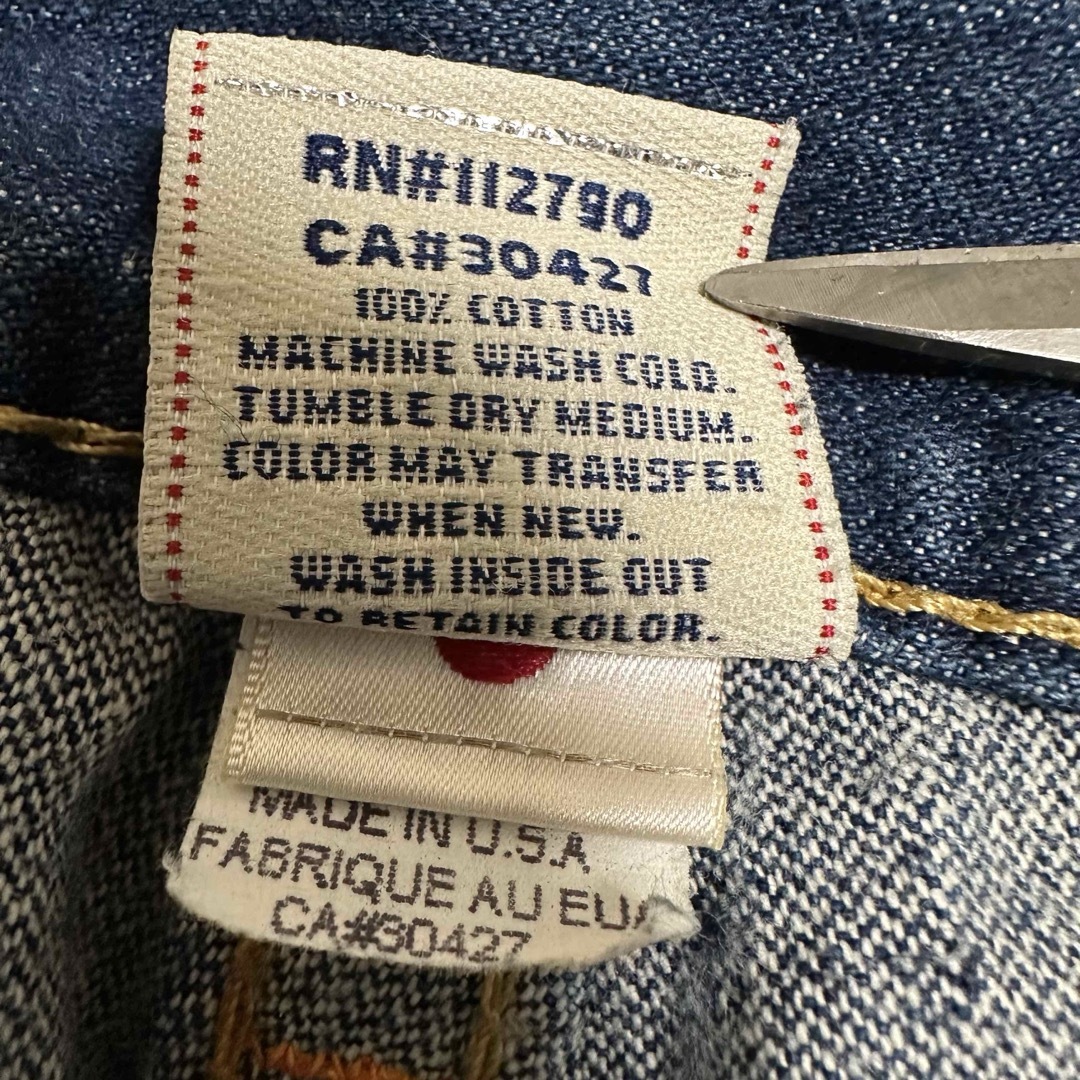 RN#112790
CA#30427
100% COTTON
MACHINE WASH COLD.
TUMBLE DRY MEDIUM.
COLOR MAY TRANSFER
WHEN NEW.
WASH INSIDE OUT
TO RETAIN COLOR.
MADE IN U.S.A
FABRIQUE AU EUA
CA#30427